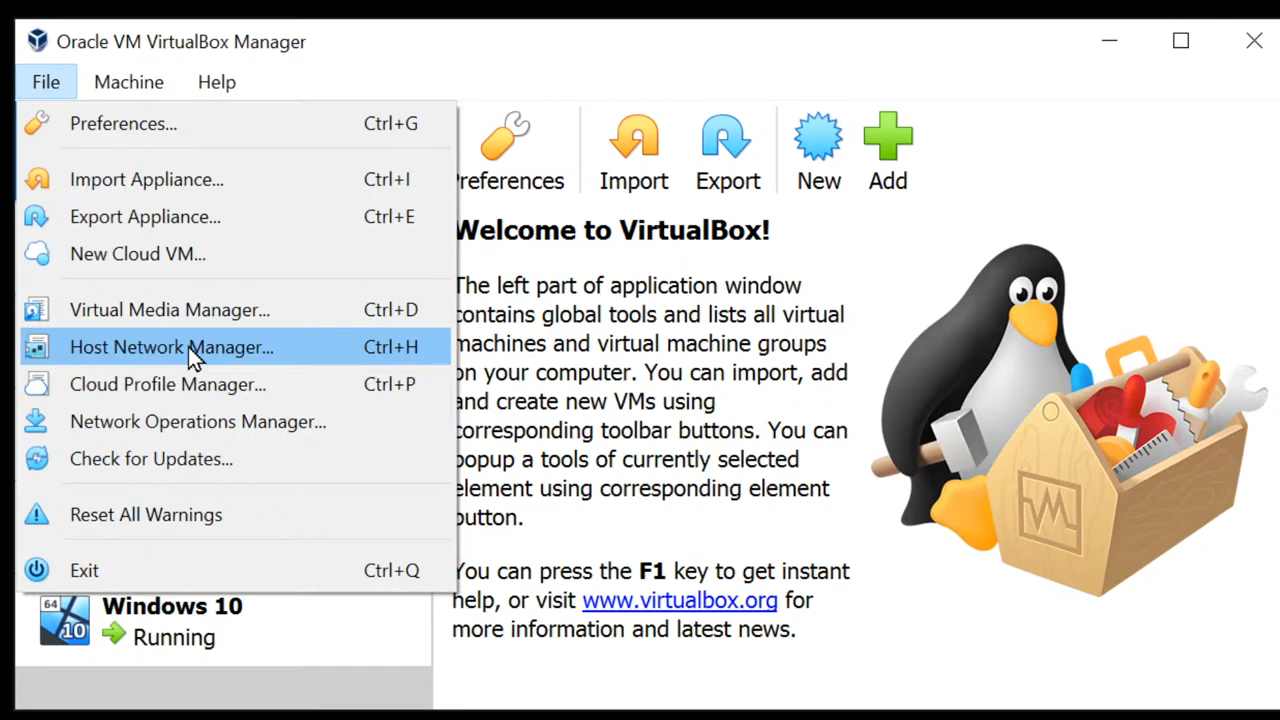 Oracle VM VirtualBox Manager
File Machine Help
Preferences... Ctrl+G
Import Appliance... Ctrl+I
Export Appliance... Ctrl+E
New Cloud VM...
Virtual Media Manager... Ctrl+D
Host Network Manager... Ctrl+H
Cloud Profile Manager... Ctrl+P
Network Operations Manager...
Check for Updates...
Reset All Warnings
Exit Ctrl+Q
64
10
Windows 10
Running
Preferences Import Export New Add
Welcome to VirtualBox!
The left part of application window
contains global tools and lists all virtual
machines and virtual machine groups
on your computer. You can import, add
and create new VMs using
corresponding toolbar buttons. You can
popup a tools of currently selected
element using corresponding element
button.
You can press the F1 key to get instant
help, or visit www.virtualbox.org for
more information and latest news.